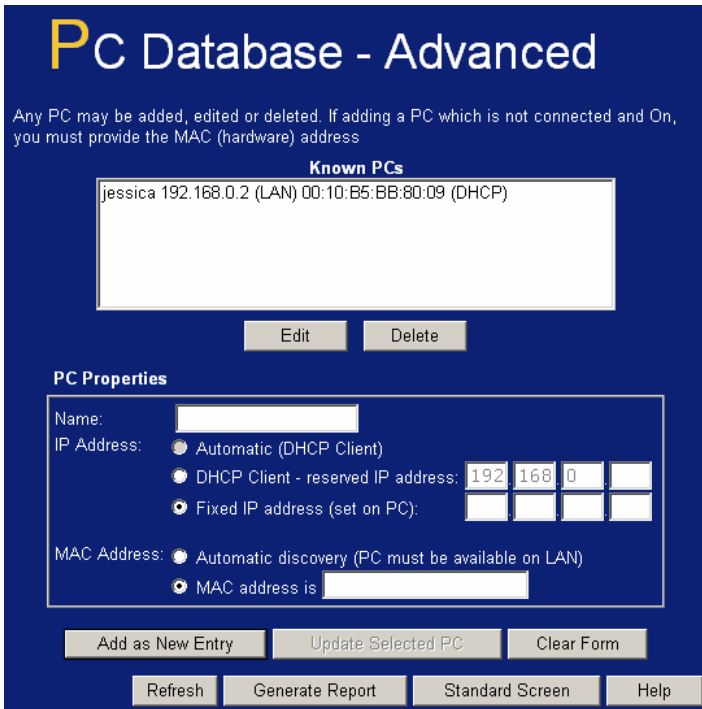 PC Database - Advanced
Any PC may be added, edited or deleted. If adding a PC which is not connected and On,
you must provide the MAC (hardware) address
Known PCs
jessica 192.168.0.2 (LAN) 00:10:B5:BB:80:09 (DHCP)
Edit Delete
PC Properties
Name:
IP Address: Automatic (DHCP Client)
DHCP Client - reserved IP address: 192 . 168 . 0 .
Fixed IP address (set on PC): . . .
MAC Address: Automatic discovery (PC must be available on LAN)
MAC address is
Add as New Entry Update Selected PC Clear Form
Refresh Generate Report Standard Screen Help